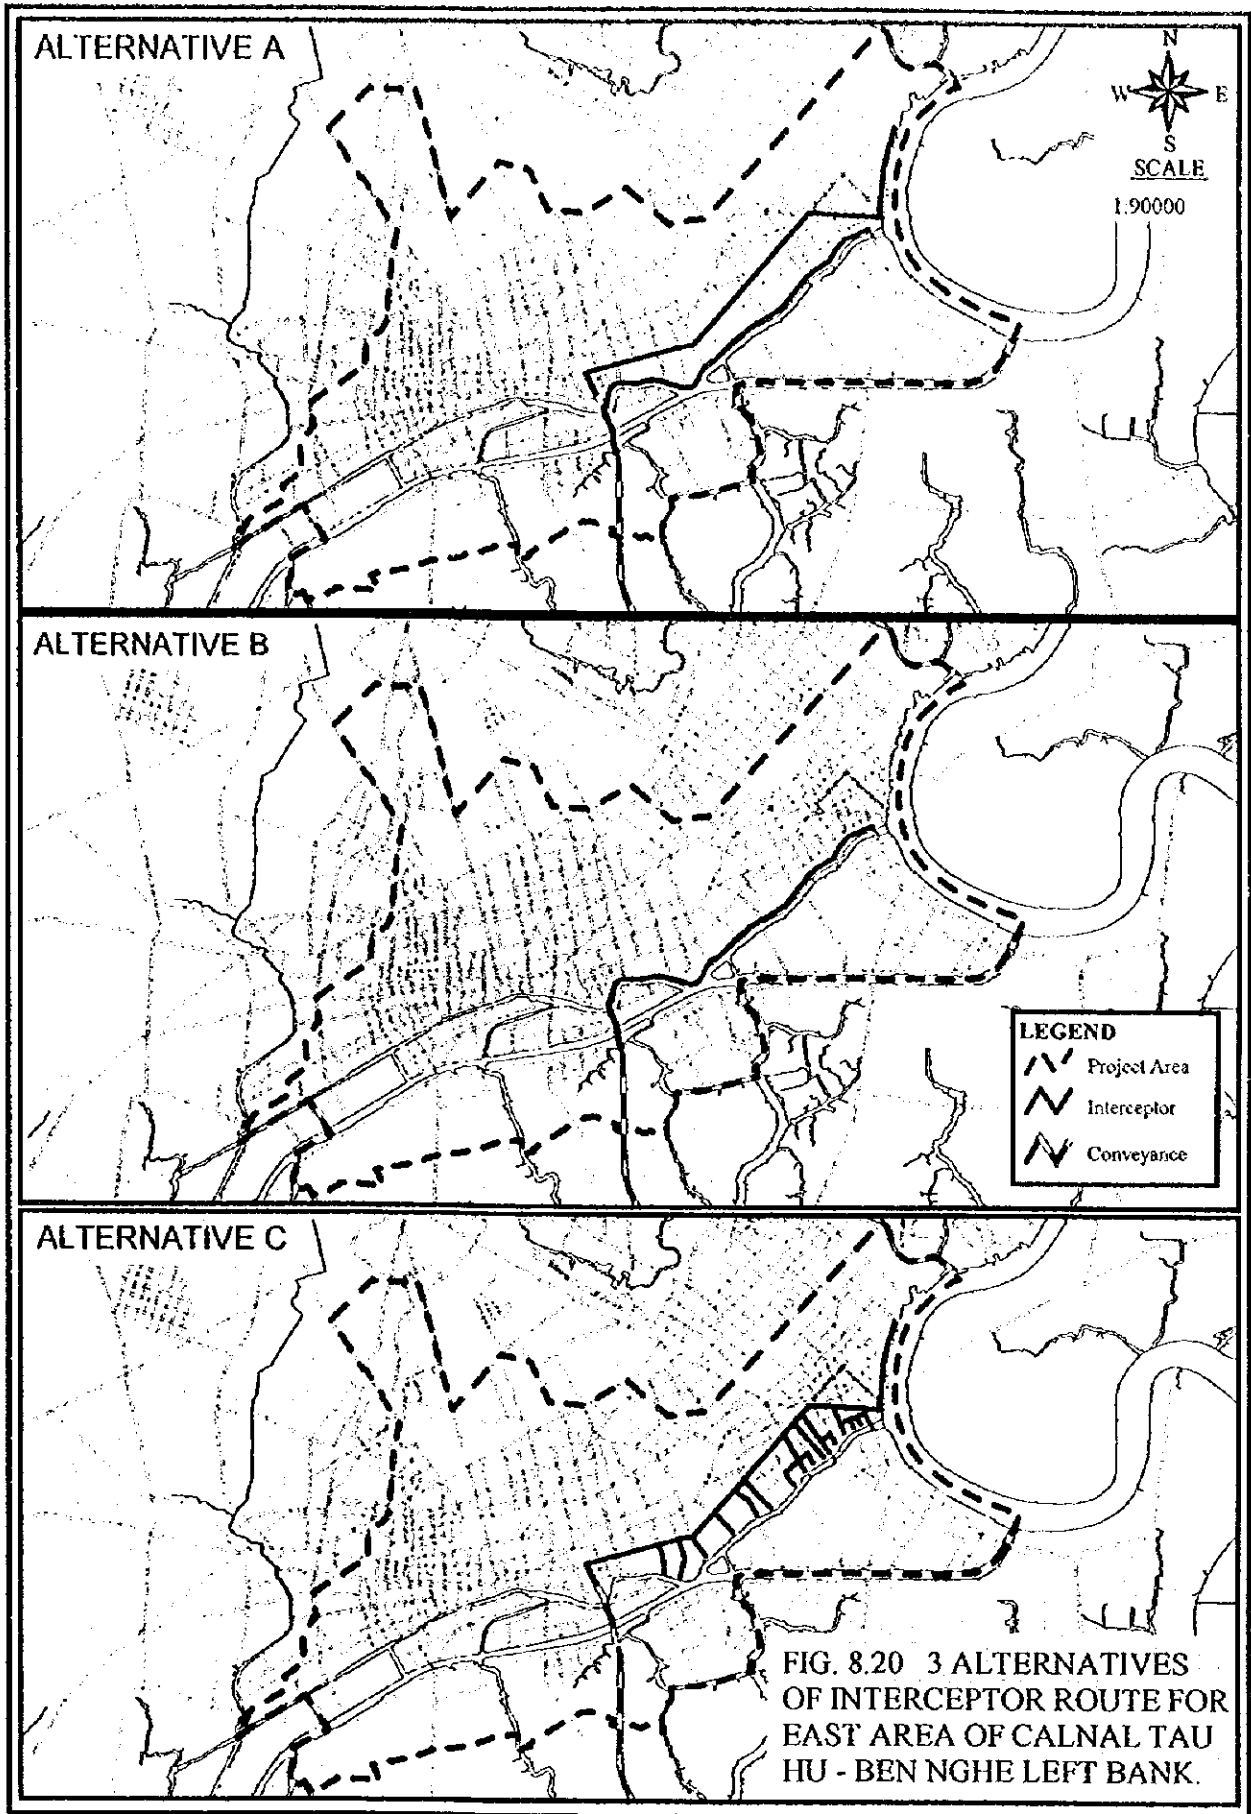 ALTERNATIVE A
N
W E
S
SCALE
1:90000
ALTERNATIVE B
LEGEND
Project Area
Interceptor
Conveyance
ALTERNATIVE C
FIG. 8.20 3 ALTERNATIVES
OF INTERCEPTOR ROUTE FOR
EAST AREA OF CALNAL TAU
HU - BEN NGHE LEFT BANK.